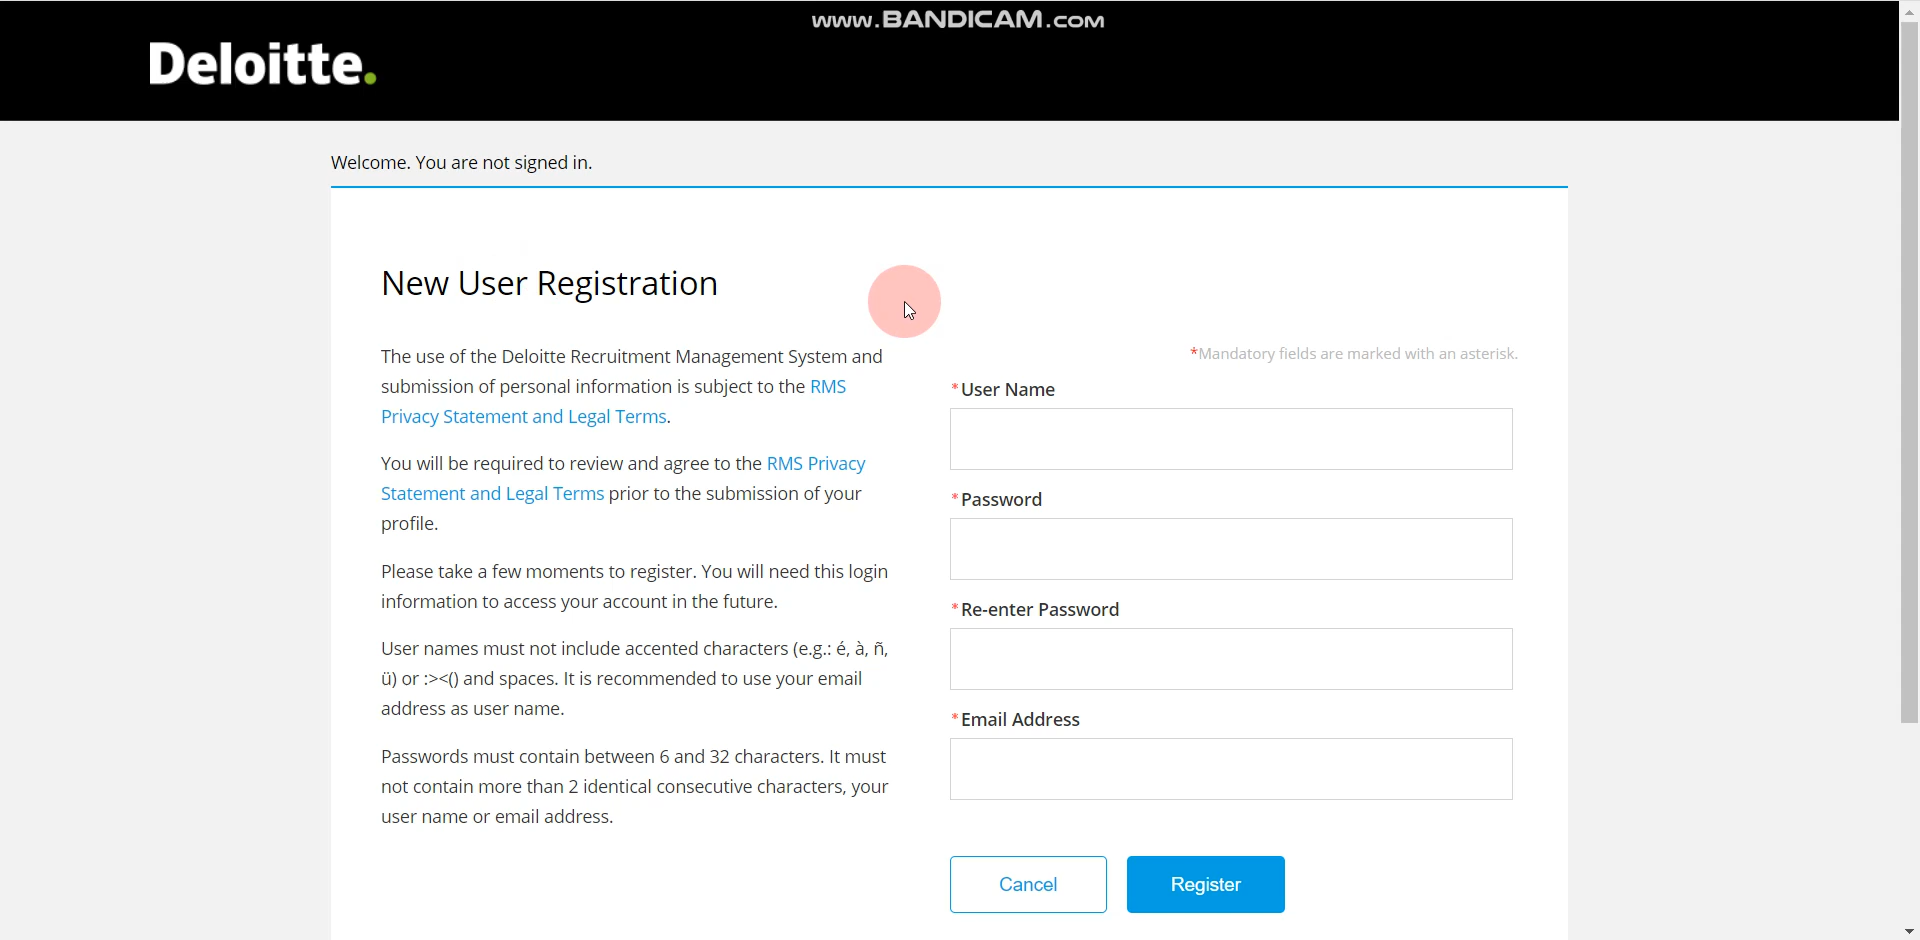 www.BANDICAM.COM
Deloitte.
Welcome. You are not signed in.
New User Registration
The use of the Deloitte Recruitment Management System and
submission of personal information is subject to the RMS
Privacy Statement and Legal Terms.
You will be required to review and agree to the RMS Privacy
Statement and Legal Terms prior to the submission of your
profile.
Please take a few moments to register. You will need this login
information to access your account in the future.
User names must not include accented characters (e.g.: é, à, ñ,
ü) or :><() and spaces. It is recommended to use your email
address as user name.
Passwords must contain between 6 and 32 characters. It must
not contain more than 2 identical consecutive characters, your
user name or email address.
*Mandatory fields are marked with an asterisk.
*User Name
*Password
*Re-enter Password
*Email Address
Cancel
Register